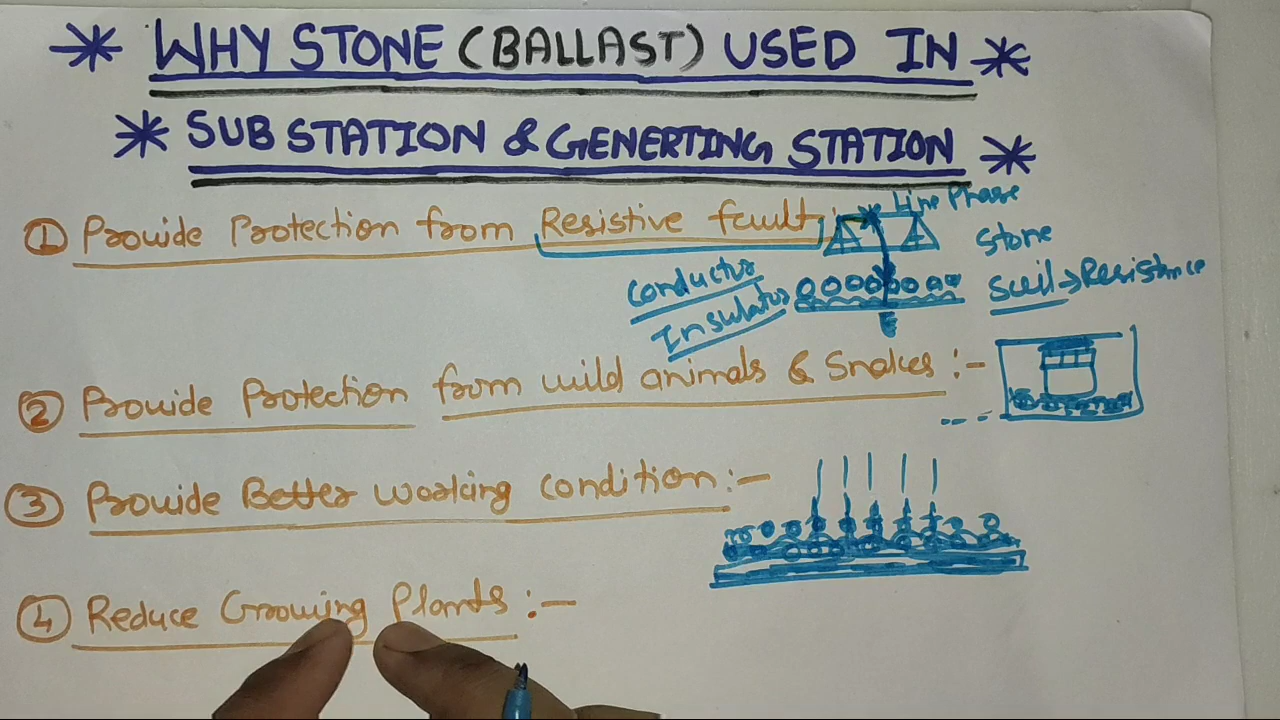 * WHY STONE (BALLAST) USED IN *
* SUB STATION & GENERTING STATION *
① Provide Protection from Resistive fault :-
Line Phase
Stone
Conductor
Insulator
Soil → Resistance
E
② Provide Protection from wild animals & Snakes :-
③ Provide Better working condition :-
④ Reduce Growing Plants :-